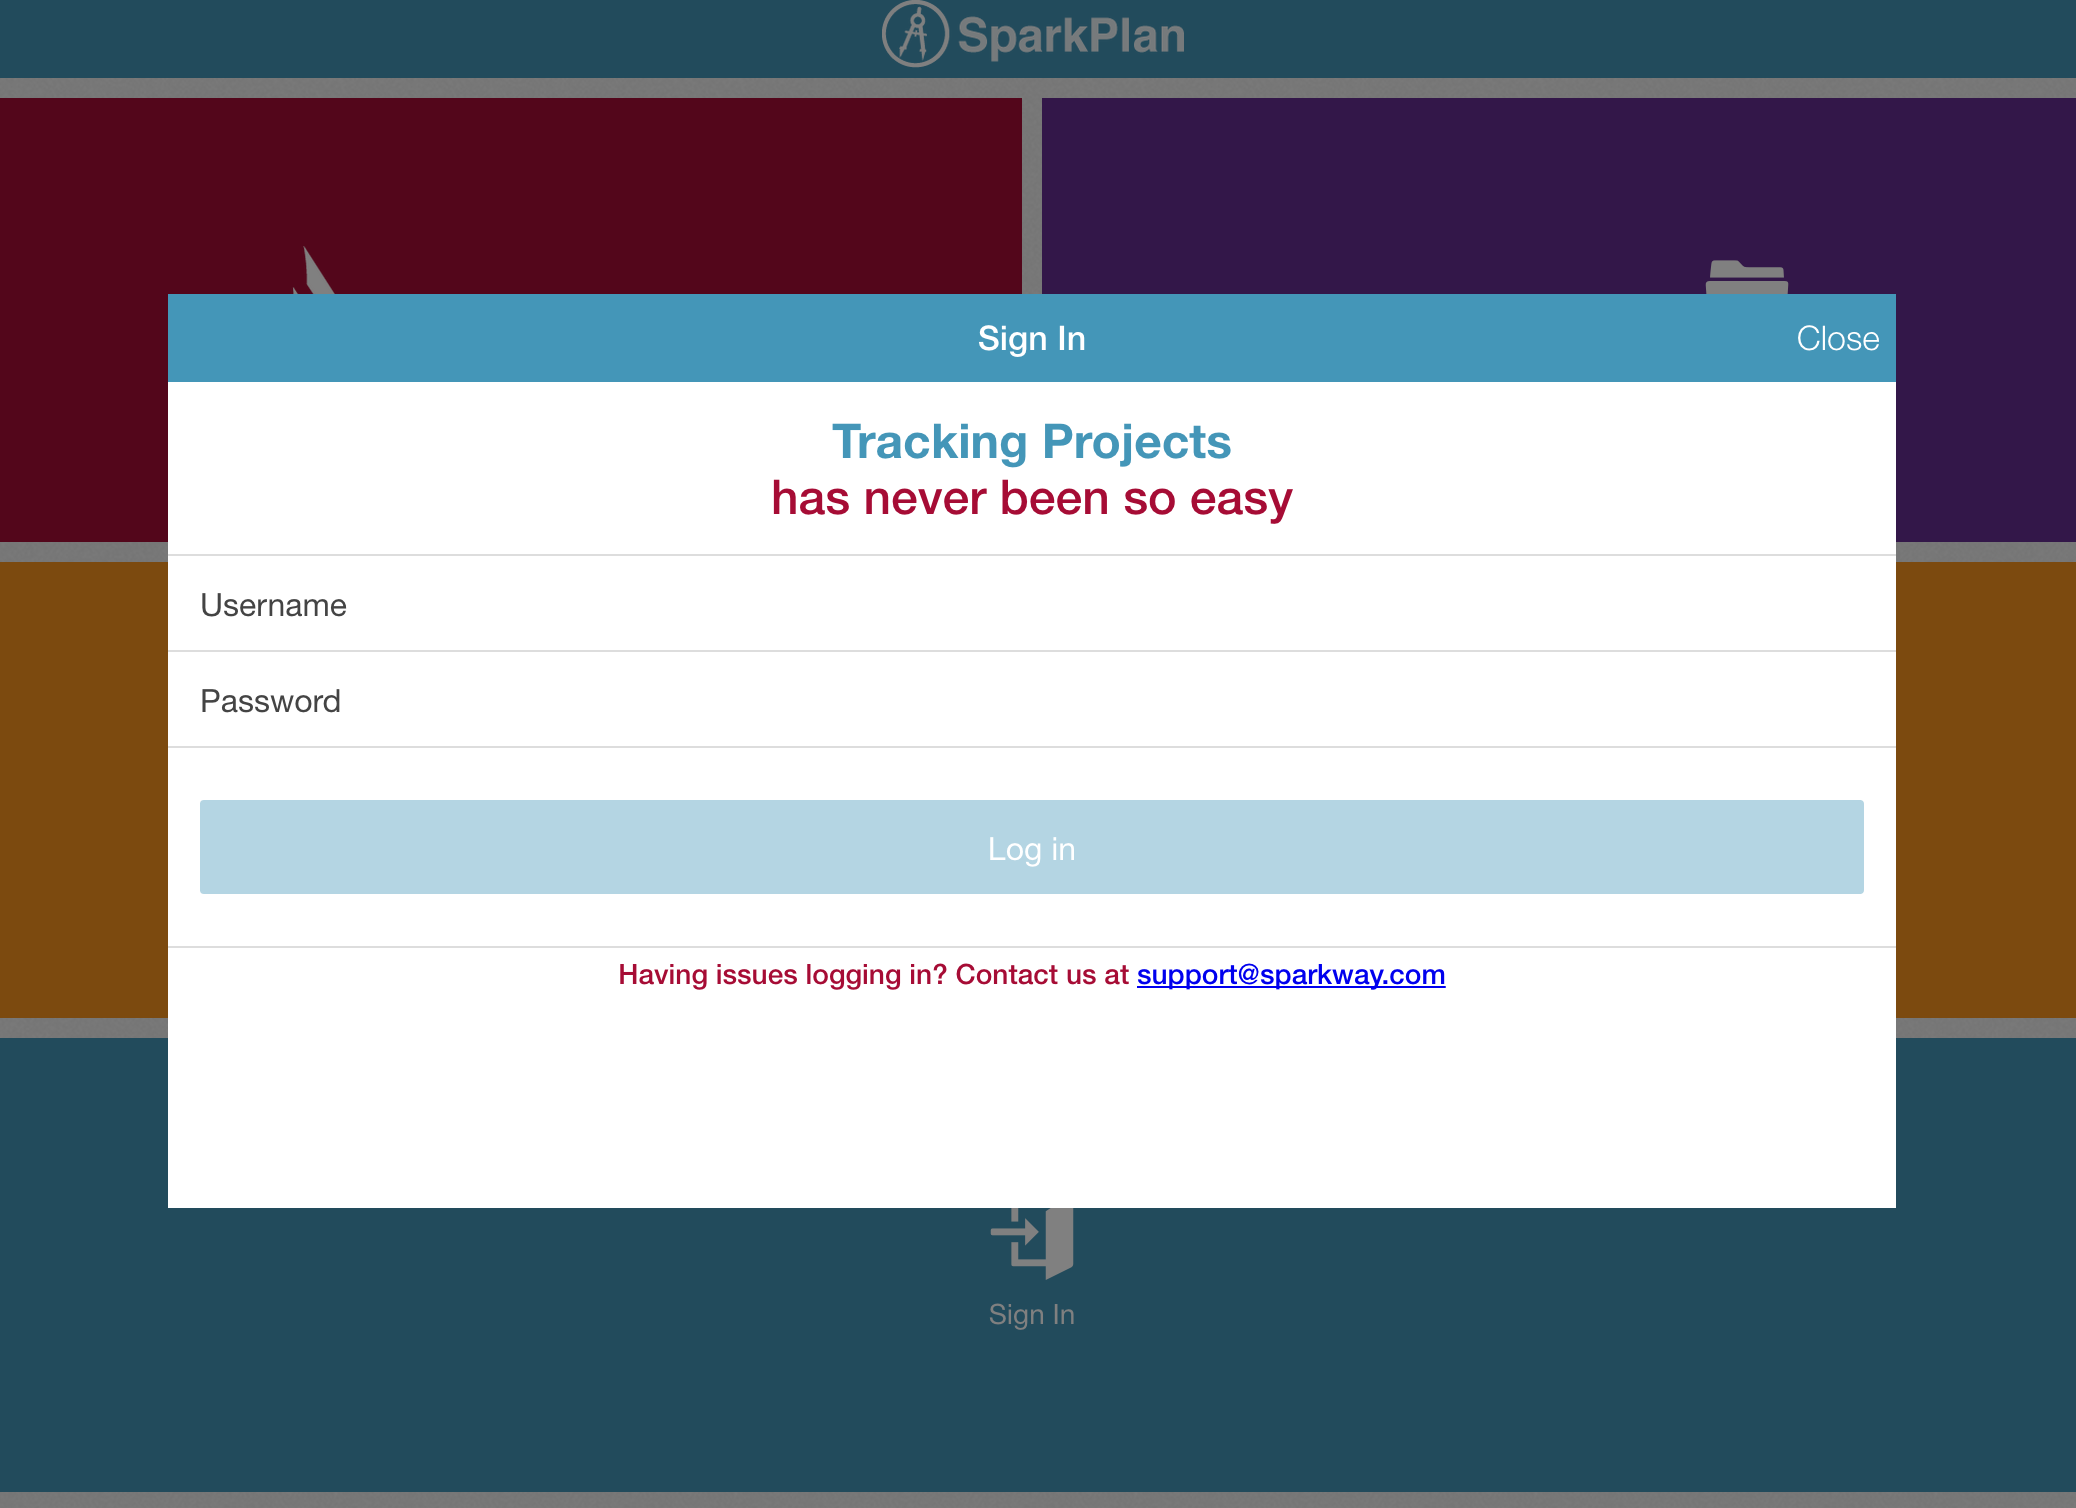 SparkPlan
Sign In
Close
Tracking Projects
has never been so easy
Username
Password
Log in
Having issues logging in? Contact us at support@sparkway.com
Sign In